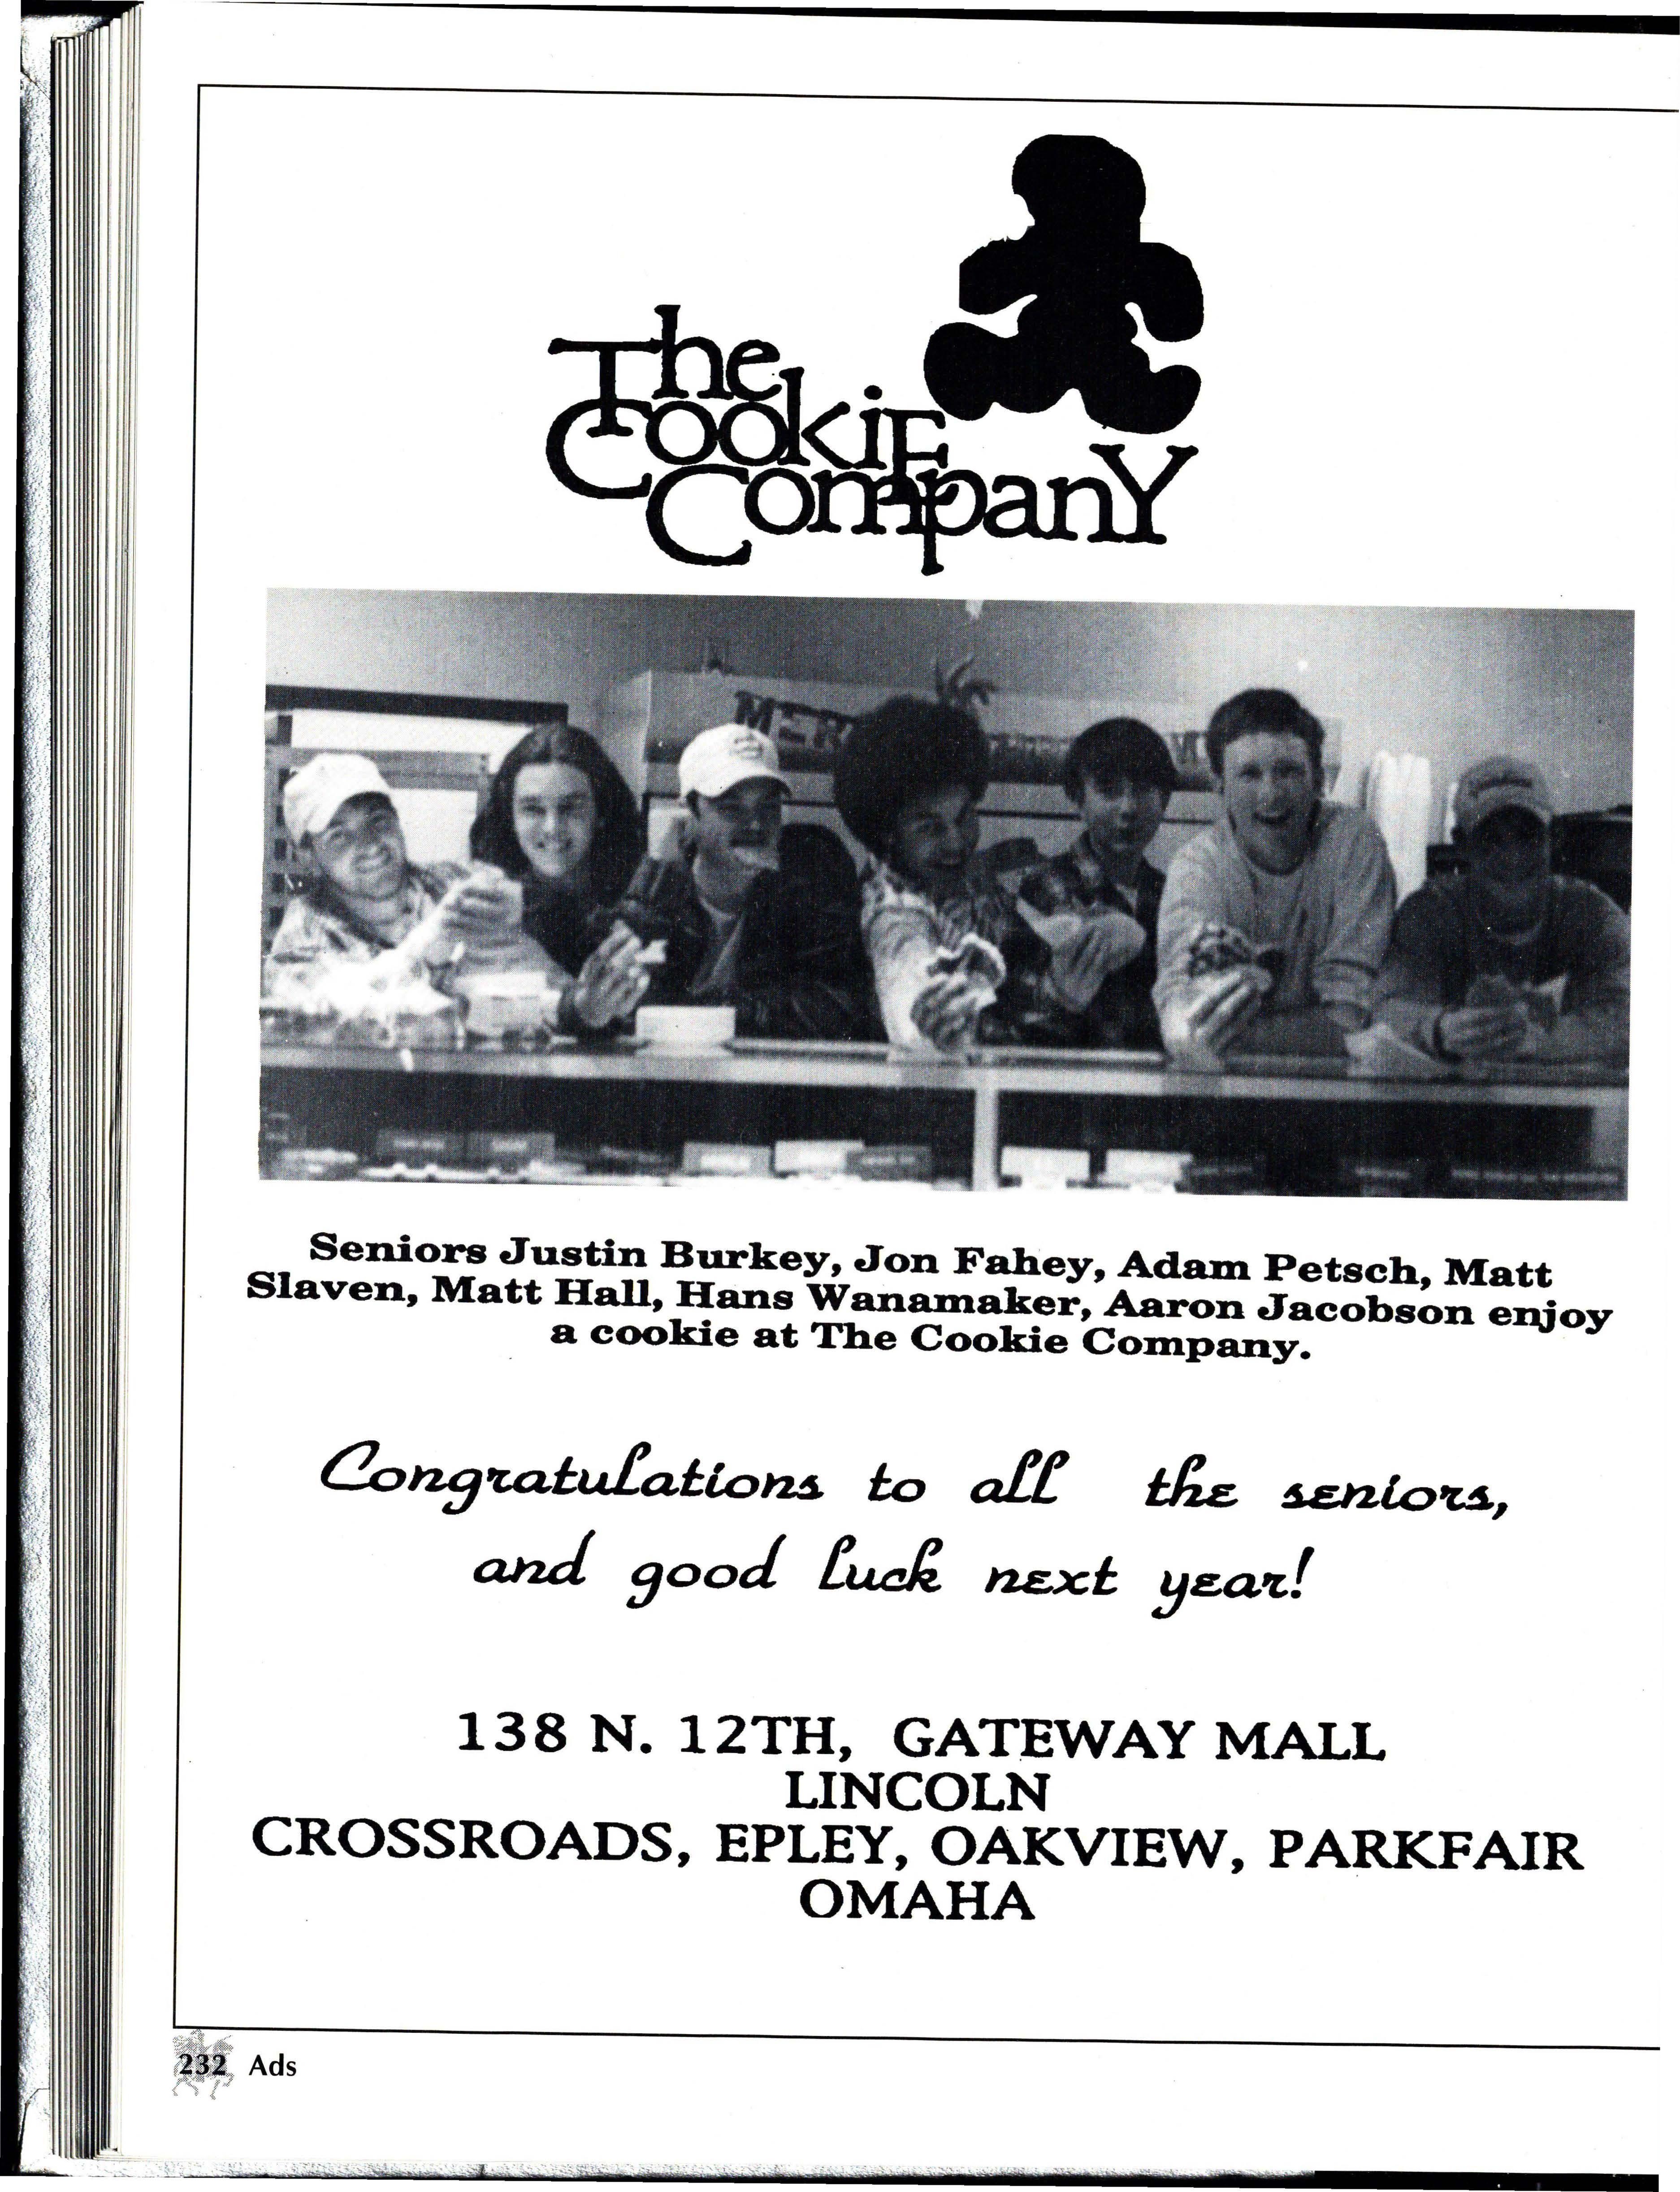 The
Cookie
Company
Seniors Justin Burkey, Jon Fahey, Adam Petsch, Matt
Slaven, Matt Hall, Hans Wanamaker, Aaron Jacobson enjoy
a cookie at The Cookie Company.
Congratulations to all the seniors,
and good luck next year!
138 N. 12TH, GATEWAY MALL
LINCOLN
CROSSROADS, EPLEY, OAKVIEW, PARKFAIR
OMAHA
232 Ads